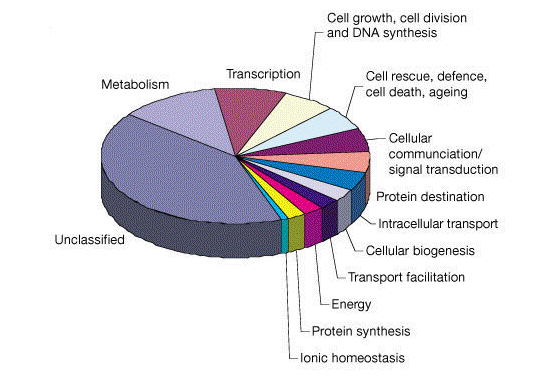 Cell growth, cell division
and DNA synthesis
Transcription
Metabolism
Cell rescue, defence,
cell death, ageing
Cellular
communciation/
signal transduction
Protein destination
Intracellular transport
Unclassified
Cellular biogenesis
Transport facilitation
Energy
Protein synthesis
Ionic homeostasis